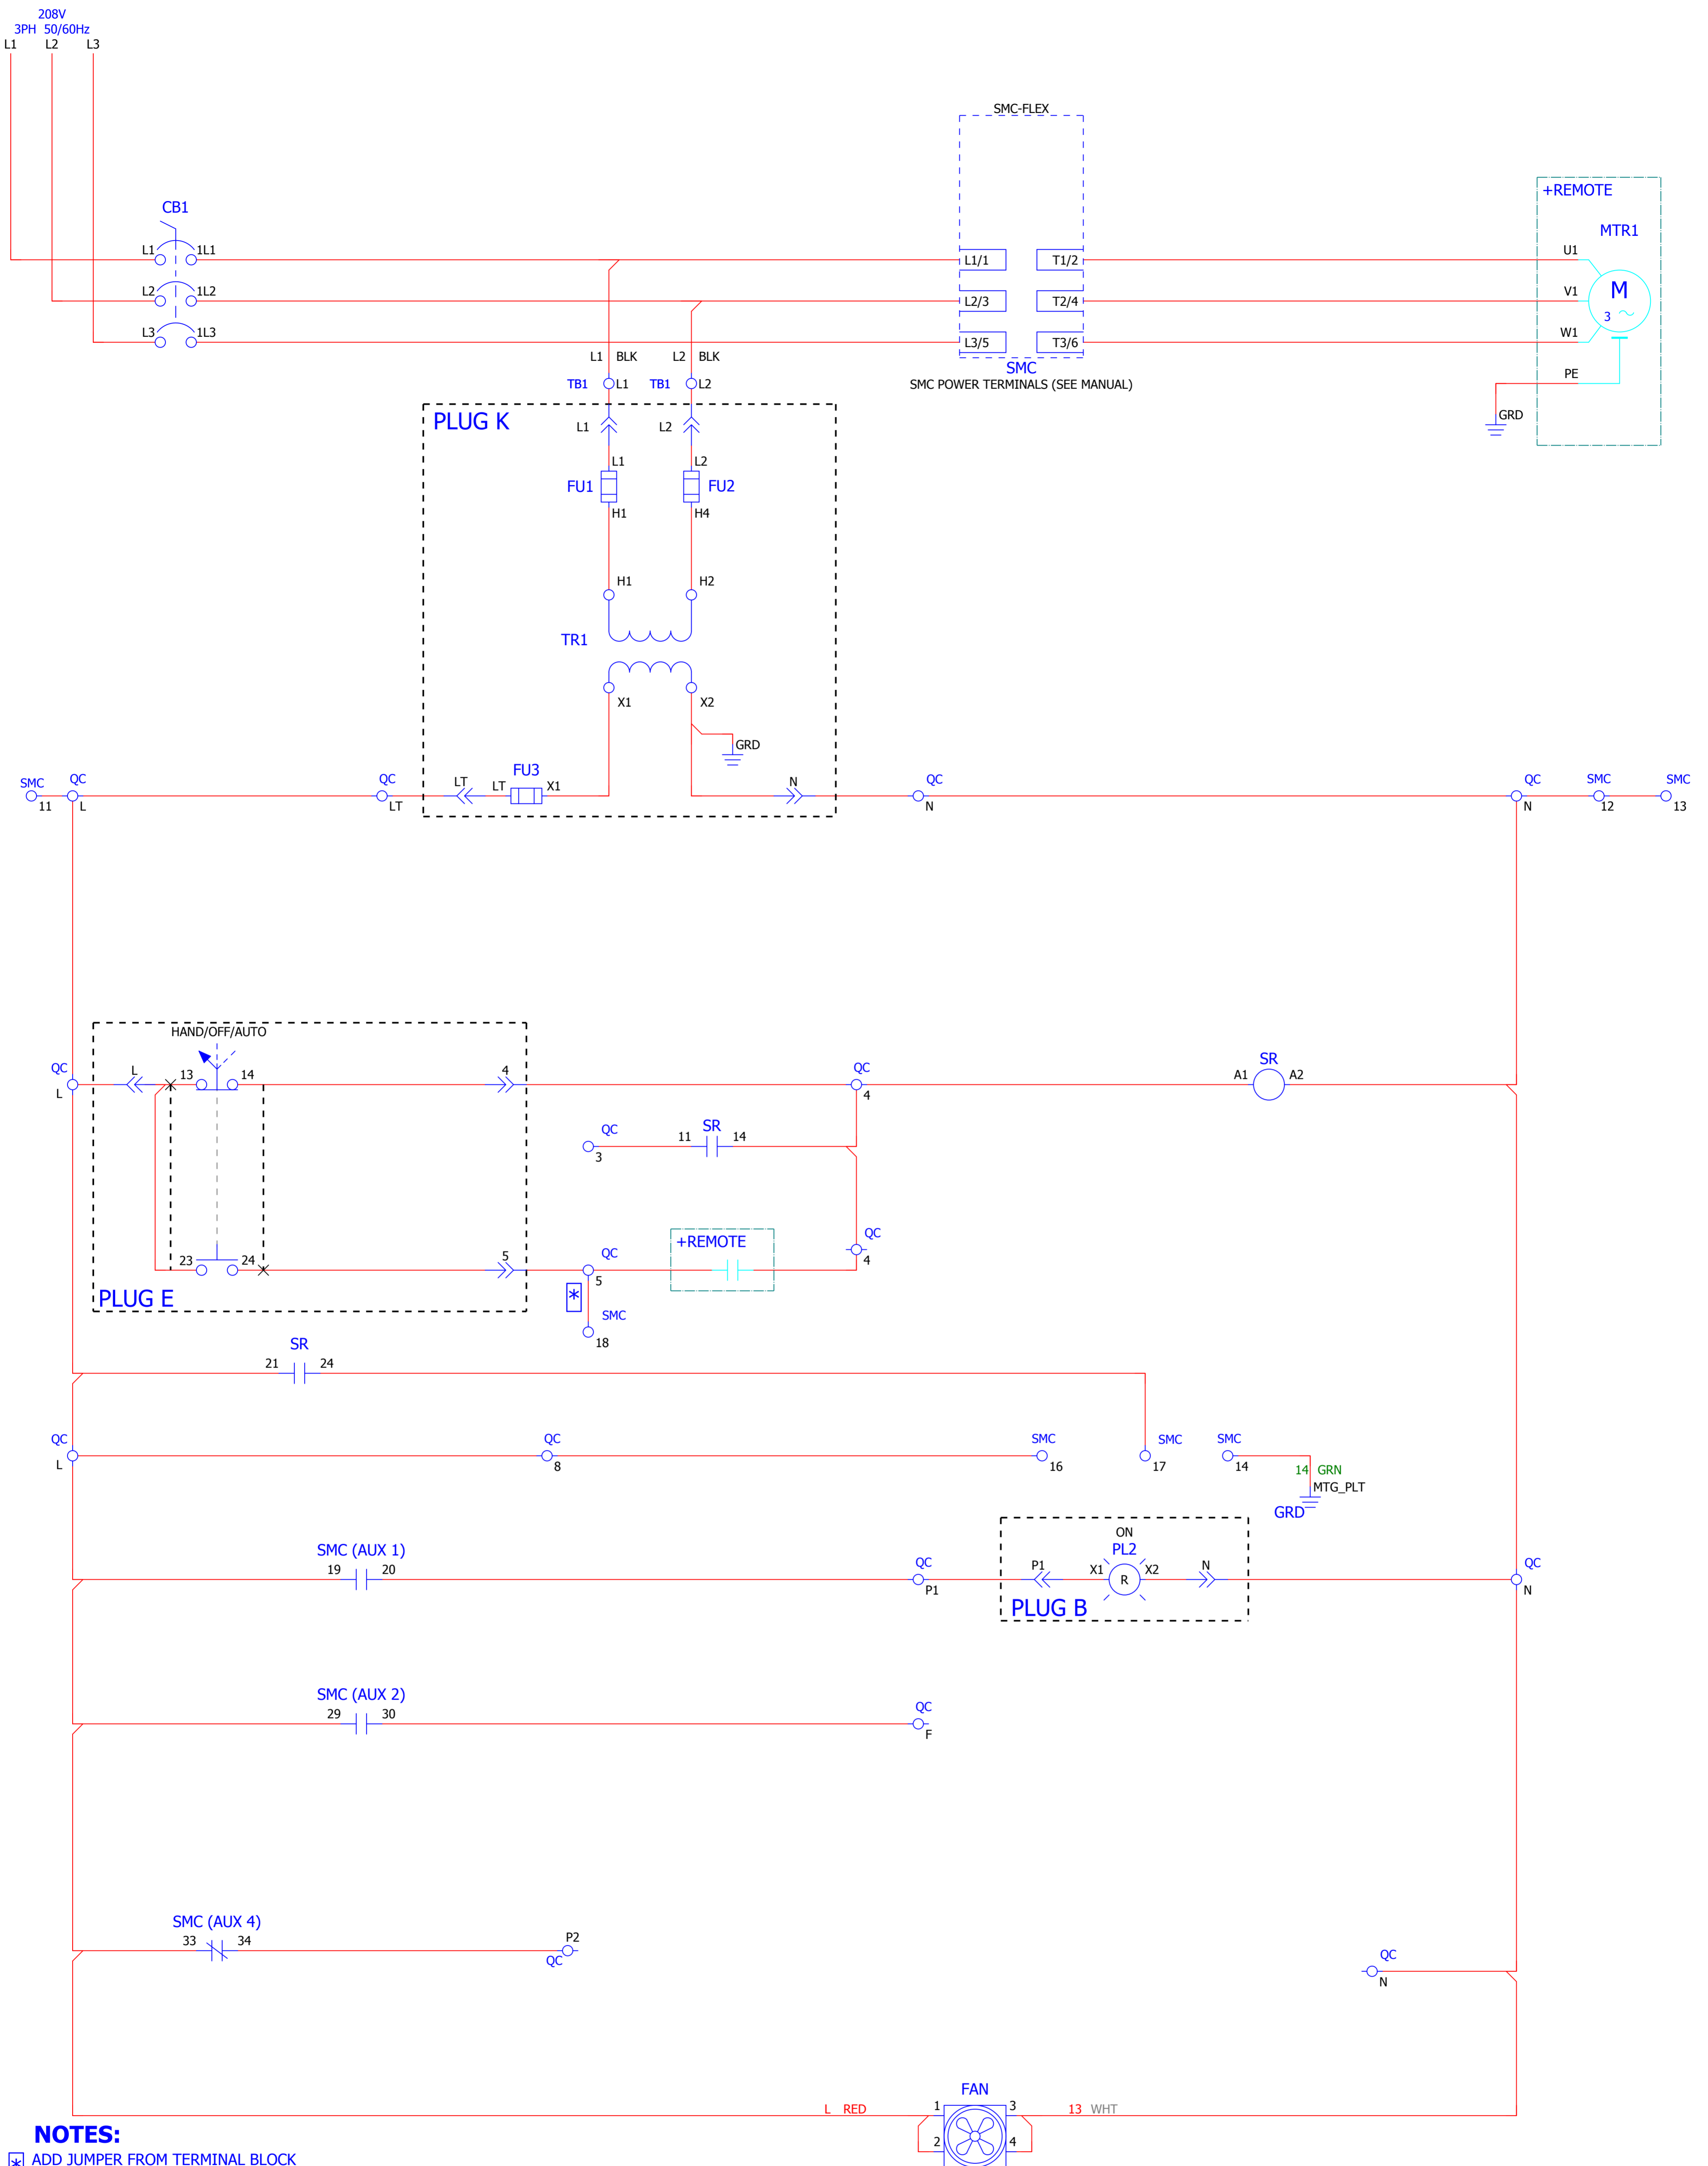 208V
3PH 50/60Hz
L1 L2 L3
SMC-FLEX
+REMOTE
CB1
MTR1
L1 1L1 L1/1 T1/2 U1
L2 1L2 L2/3 T2/4 V1 M
3
L3 1L3 L3/5 T3/6 W1
L1 BLK L2 BLK
SMC
SMC POWER TERMINALS (SEE MANUAL)
TB1 L1 TB1 L2
PE
GRD
PLUG K
L1 L2
L1 L2
FU1 FU2
H1 H4
H1 H2
TR1
X1 X2
GRD
SMC QC QC LT LT FU3 X1 N QC QC SMC SMC
11 L LT N N 12 13
HAND/OFF/AUTO
QC L 13 14 4 QC A1 SR A2
L 4
QC 11 SR 14
3
+REMOTE QC
23 24 5 QC 4
5
PLUG E * SMC
18
SR
21 24
QC QC SMC SMC SMC
L 8 16 17 14
14 GRN
MTG_PLT
GRD
ON
SMC (AUX 1) PL2
19 20 QC P1 X1 R X2 N QC
P1 N
PLUG B
SMC (AUX 2)
29 30 QC
F
SMC (AUX 4)
33 34 P2
QC QC
N
FAN
L RED 1 3 13 WHT
2 4
NOTES:
* ADD JUMPER FROM TERMINAL BLOCK